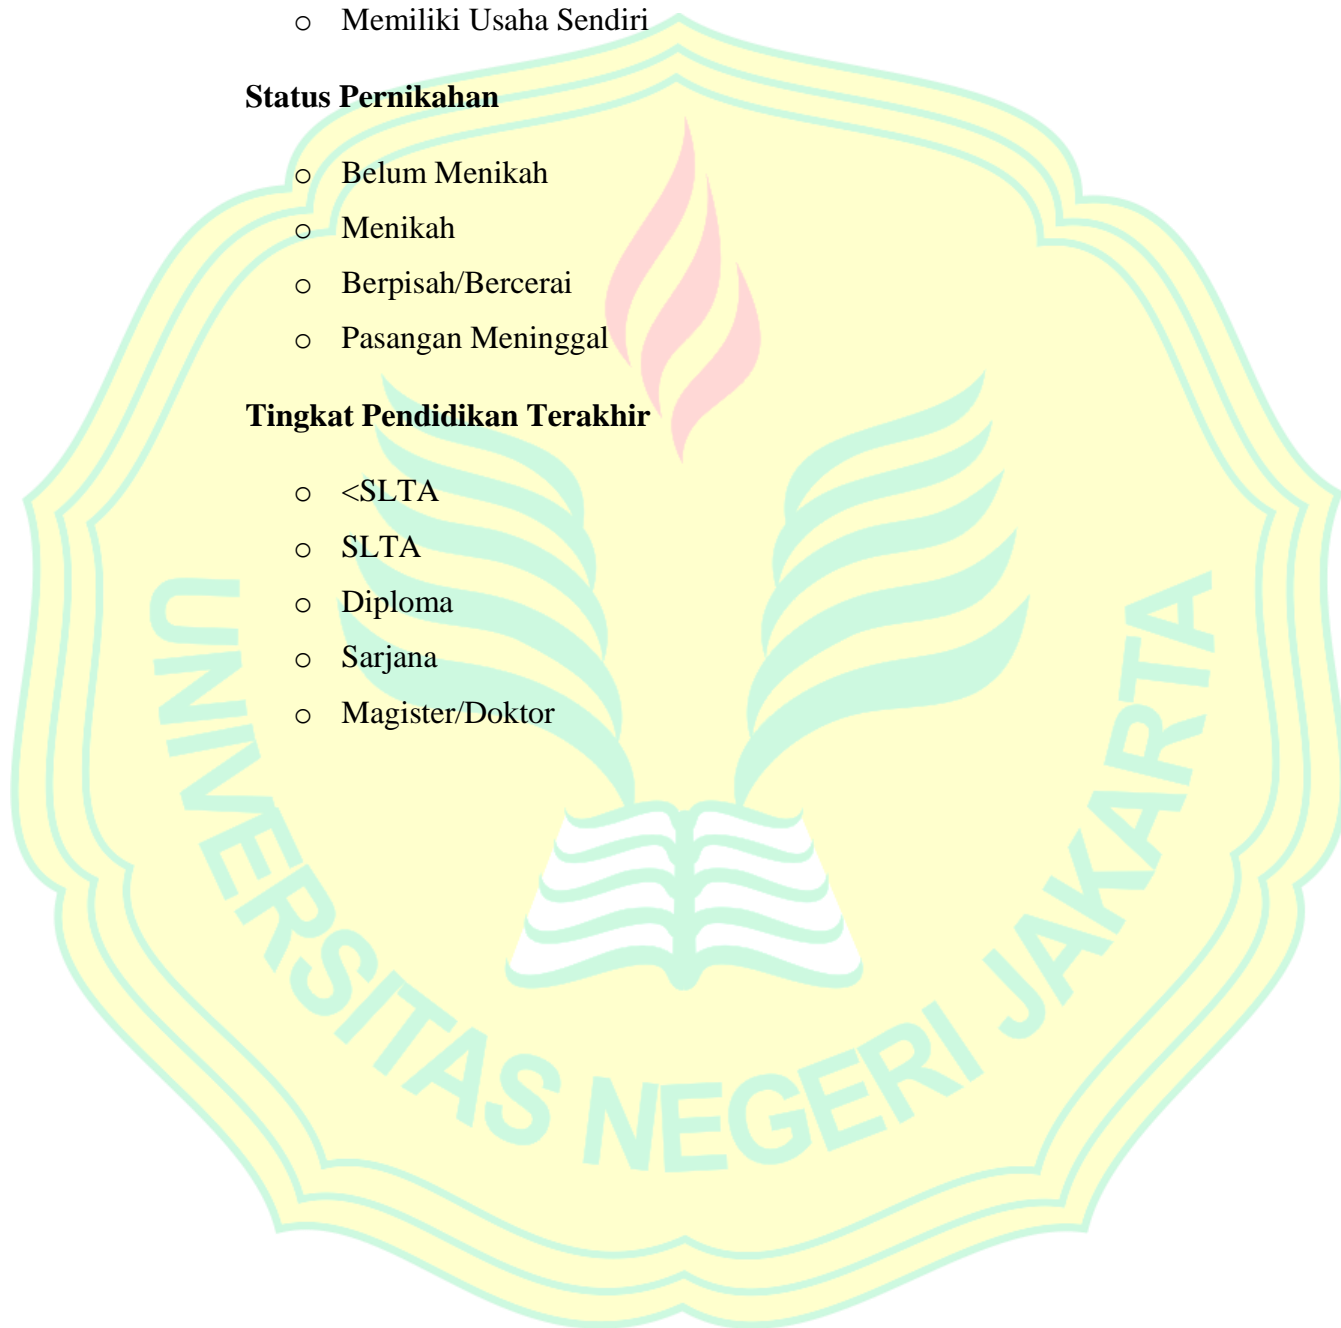 o Memiliki Usaha Sendiri
Status Pernikahan
o Belum Menikah
o Menikah
o Berpisah/Bercerai
o Pasangan Meninggal
Tingkat Pendidikan Terakhir
o <SLTA
o SLTA
o Diploma
o Sarjana
o Magister/Doktor
UNIVERSITAS NEGERI JAKARTA